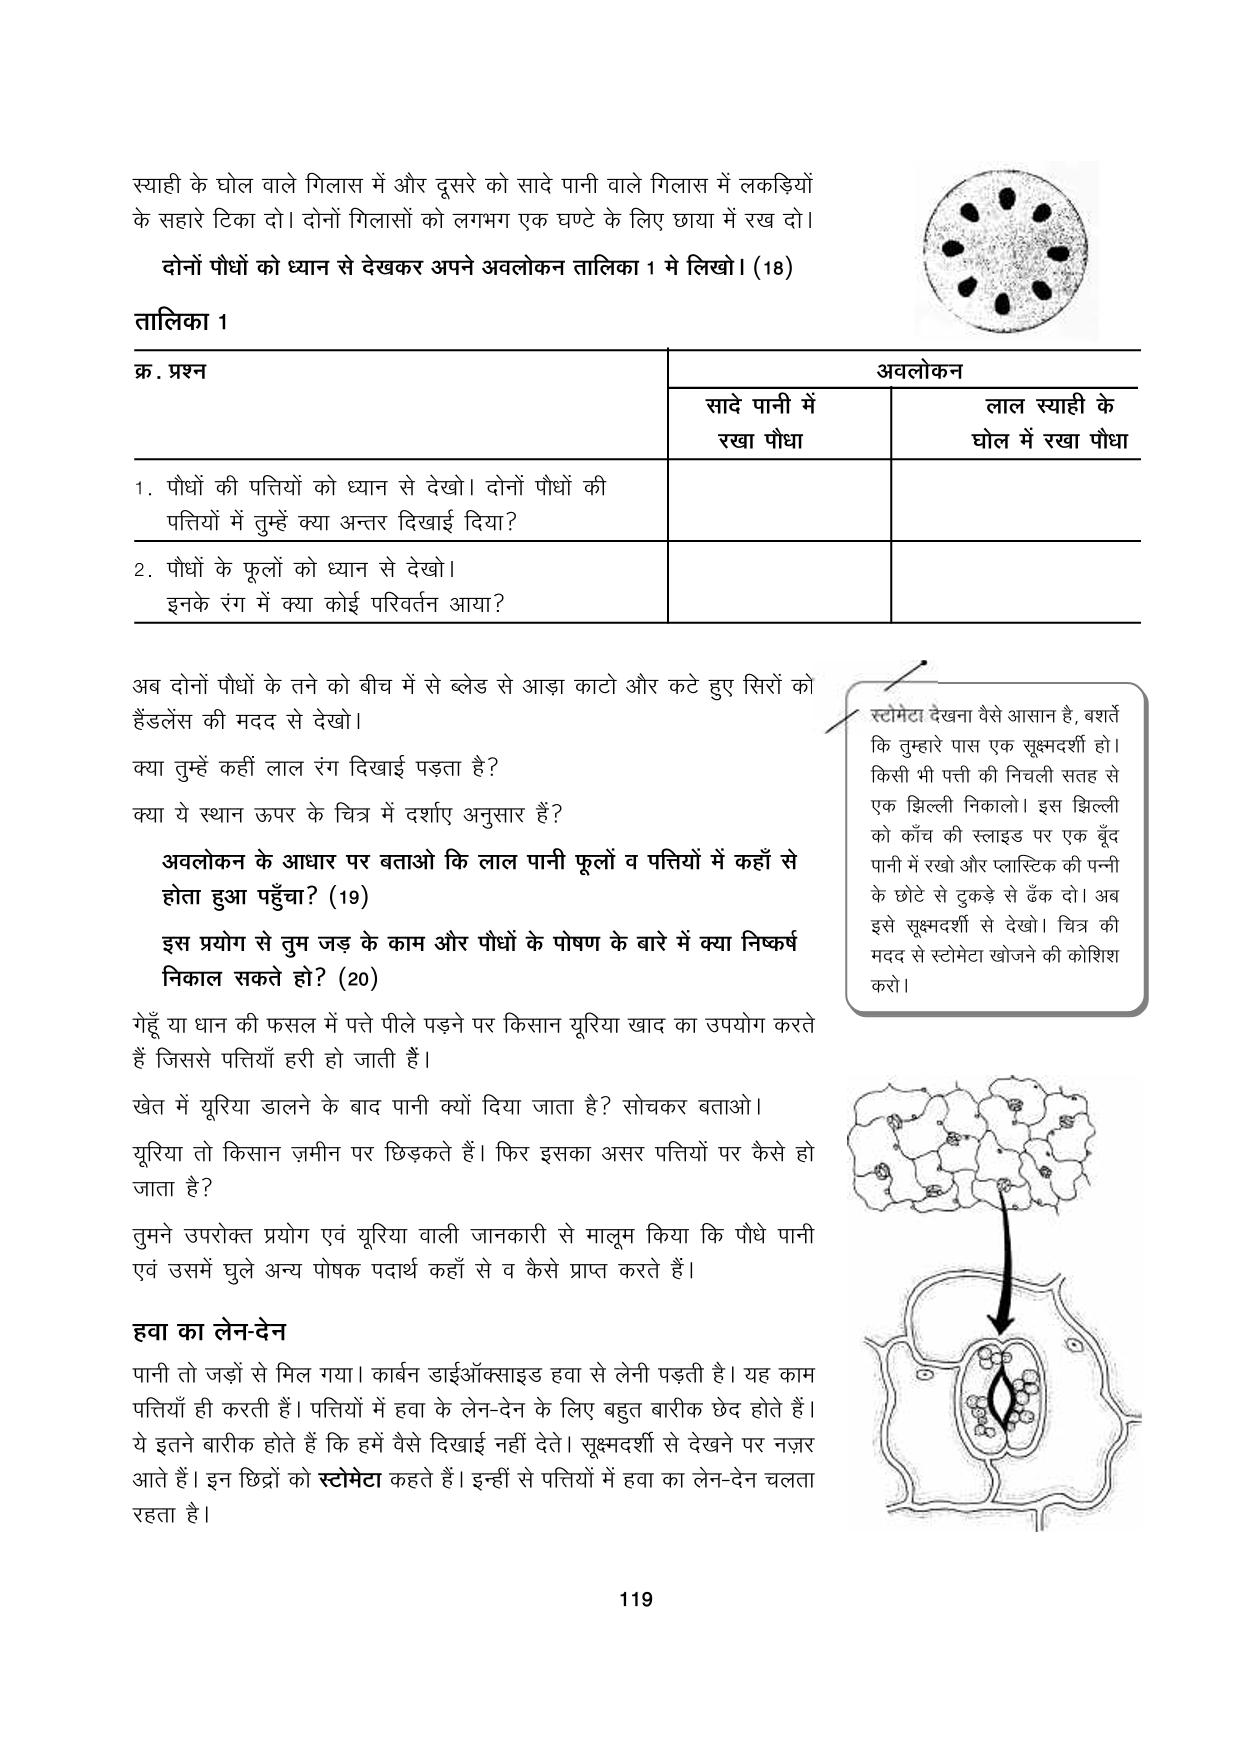 स्याही के घोल वाले गिलास में और दूसरे को सादे पानी वाले गिलास में लकड़ियों
के सहारे टिका दो। दोनों गिलासों को लगभग एक घण्टे के लिए छाया में रख दो।
दोनों पौधों को ध्यान से देखकर अपने अवलोकन तालिका 1 मे लिखो। (18)
तालिका 1
क्र. प्रश्न
अवलोकन
सादे पानी में
रखा पौधा
लाल स्याही के
घोल में रखा पौधा
1. पौधों की पत्तियों को ध्यान से देखो। दोनों पौधों की
पत्तियों में तुम्हें क्या अन्तर दिखाई दिया?
2. पौधों के फूलों को ध्यान से देखो।
इनके रंग में क्या कोई परिवर्तन आया?
अब दोनों पौधों के तने को बीच में से ब्लेड से आड़ा काटो और कटे हुए सिरों को
हैंडलेंस की मदद से देखो।
क्या तुम्हें कहीं लाल रंग दिखाई पड़ता है?
क्या ये स्थान ऊपर के चित्र में दर्शाए अनुसार हैं?
अवलोकन के आधार पर बताओ कि लाल पानी फूलों व पत्तियों में कहाँ से
होता हुआ पहुँचा? (19)
इस प्रयोग से तुम जड़ के काम और पौधों के पोषण के बारे में क्या निष्कर्ष
निकाल सकते हो? (20)
गेहूँ या धान की फसल में पत्ते पीले पड़ने पर किसान यूरिया खाद का उपयोग करते
हैं जिससे पत्तियाँ हरी हो जाती हैं।
खेत में यूरिया डालने के बाद पानी क्यों दिया जाता है? सोचकर बताओ।
यूरिया तो किसान ज़मीन पर छिड़कते हैं। फिर इसका असर पत्तियों पर कैसे हो
जाता है?
तुमने उपरोक्त प्रयोग एवं यूरिया वाली जानकारी से मालूम किया कि पौधे पानी
एवं उसमें घुले अन्य पोषक पदार्थ कहाँ से व कैसे प्राप्त करते हैं।
हवा का लेन-देन
पानी तो जड़ों से मिल गया। कार्बन डाईऑक्साइड हवा से लेनी पड़ती है। यह काम
पत्तियाँ ही करती हैं। पत्तियों में हवा के लेन-देन के लिए बहुत बारीक छेद होते हैं।
ये इतने बारीक होते हैं कि हमें वैसे दिखाई नहीं देते। सूक्ष्मदर्शी से देखने पर नज़र
आते हैं। इन छिद्रों को स्टोमेटा कहते हैं। इन्हीं से पत्तियों में हवा का लेन-देन चलता
रहता है।
स्टोमेटा देखना वैसे आसान है, बशर्ते
कि तुम्हारे पास एक सूक्ष्मदर्शी हो।
किसी भी पत्ती की निचली सतह से
एक झिल्ली निकालो। इस झिल्ली
को काँच की स्लाइड पर एक बूँद
पानी में रखो और प्लास्टिक की पन्नी
के छोटे से टुकड़े से ढँक दो। अब
इसे सूक्ष्मदर्शी से देखो। चित्र की
मदद से स्टोमेटा खोजने की कोशिश
करो।
119